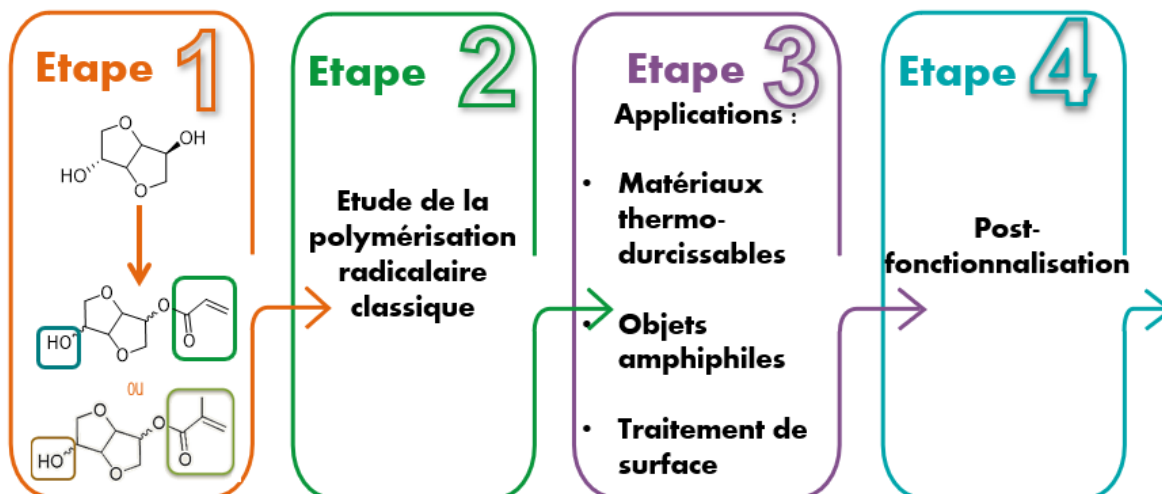 Etape 1
O
OH
HO
O
O
O
HO
O
O
ou
O
O
HO
O
O
Etape 2
Etude de la
polymérisation
radicalaire
classique
Etape 3
Applications :
• Matériaux
thermo-
durcissables
• Objets
amphiphiles
• Traitement de
surface
Etape 4
Post-
fonctionnalisation